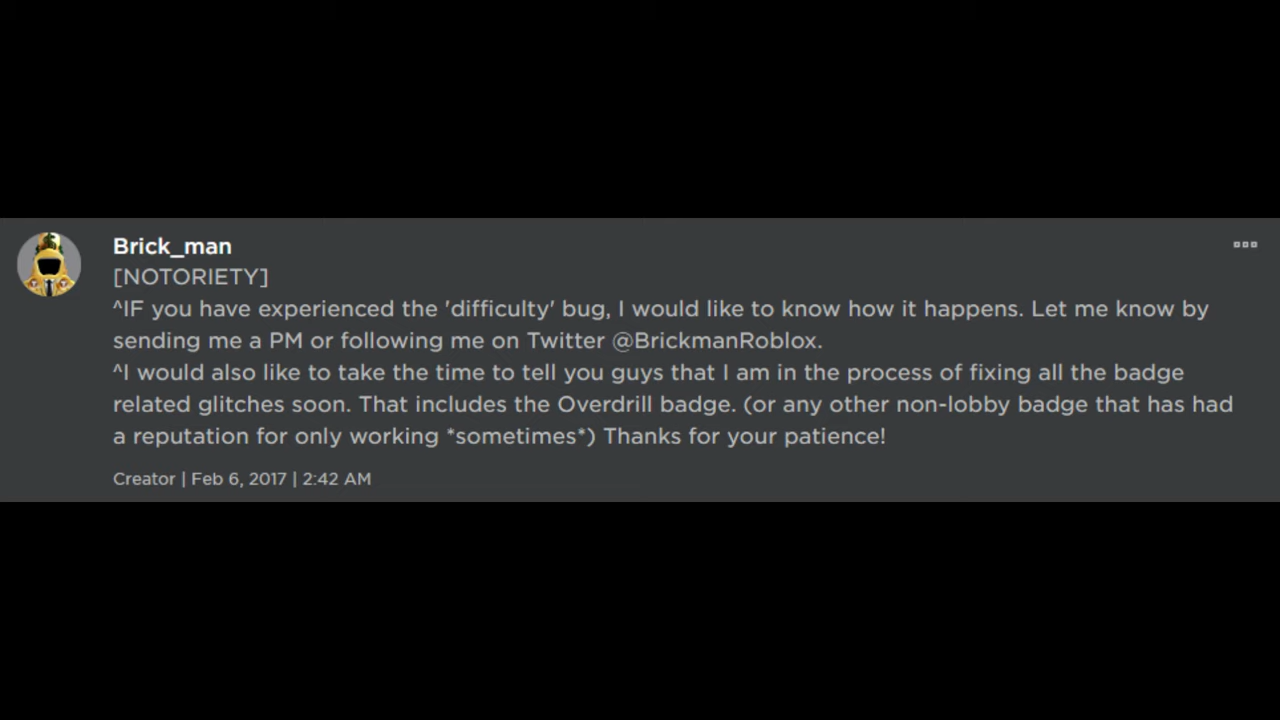 Brick_man
[NOTORIETY]
^IF you have experienced the 'difficulty' bug, I would like to know how it happens. Let me know by
sending me a PM or following me on Twitter @BrickmanRoblox.
^I would also like to take the time to tell you guys that I am in the process of fixing all the badge
related glitches soon. That includes the Overdrill badge. (or any other non-lobby badge that has had
a reputation for only working *sometimes*) Thanks for your patience!
Creator | Feb 6, 2017 | 2:42 AM